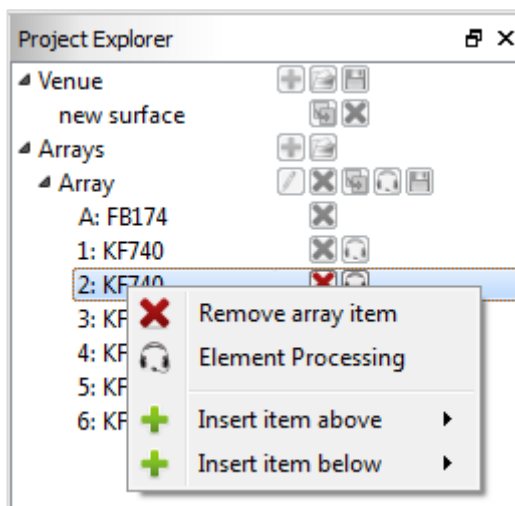 Project Explorer
Venue
new surface
Arrays
Array
A: FB174
1: KF740
2: KF740
3: KF
4: KF
5: KF
6: KF
Remove array item
Element Processing
Insert item above
Insert item below